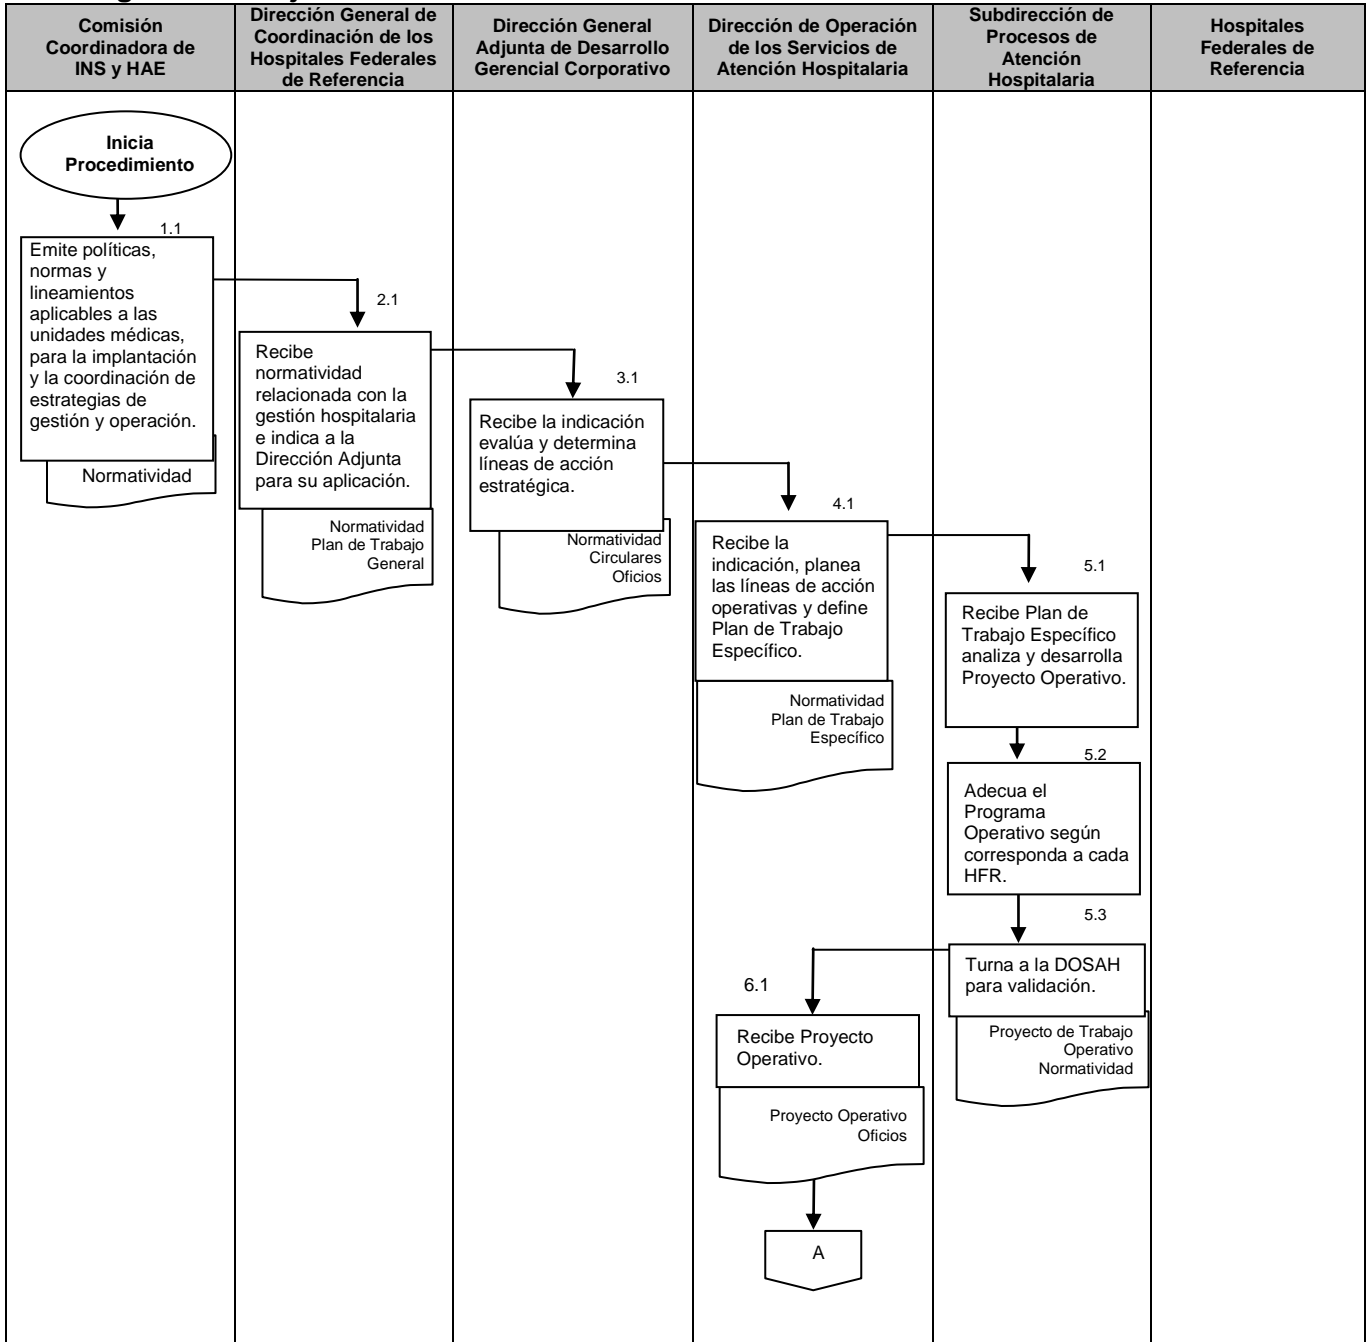 Comisión
Coordinadora de
INS y HAE
Dirección General de
Coordinación de los
Hospitales Federales
de Referencia
Dirección General
Adjunta de Desarrollo
Gerencial Corporativo
Dirección de Operación
de los Servicios de
Atención Hospitalaria
Subdirección de
Procesos de
Atención
Hospitalaria
Hospitales
Federales de
Referencia
Inicia
Procedimiento
1.1
Emite políticas,
normas y
lineamientos
aplicables a las
unidades médicas,
para la implantación
y la coordinación de
estrategias de
gestión y operación.
Normatividad
2.1
Recibe
normatividad
relacionada con la
gestión hospitalaria
e indica a la
Dirección Adjunta
para su aplicación.
Normatividad
Plan de Trabajo
General
3.1
Recibe la indicación
evalúa y determina
líneas de acción
estratégica.
Normatividad
Circulares
Oficios
4.1
Recibe la
indicación, planea
las líneas de acción
operativas y define
Plan de Trabajo
Específico.
Normatividad
Plan de Trabajo
Específico
5.1
Recibe Plan de
Trabajo Específico
analiza y desarrolla
Proyecto Operativo.
5.2
Adecua el
Programa
Operativo según
corresponda a cada
HFR.
5.3
Turna a la DOSAH
para validación.
Proyecto de Trabajo
Operativo
Normatividad
6.1
Recibe Proyecto
Operativo.
Proyecto Operativo
Oficios
A